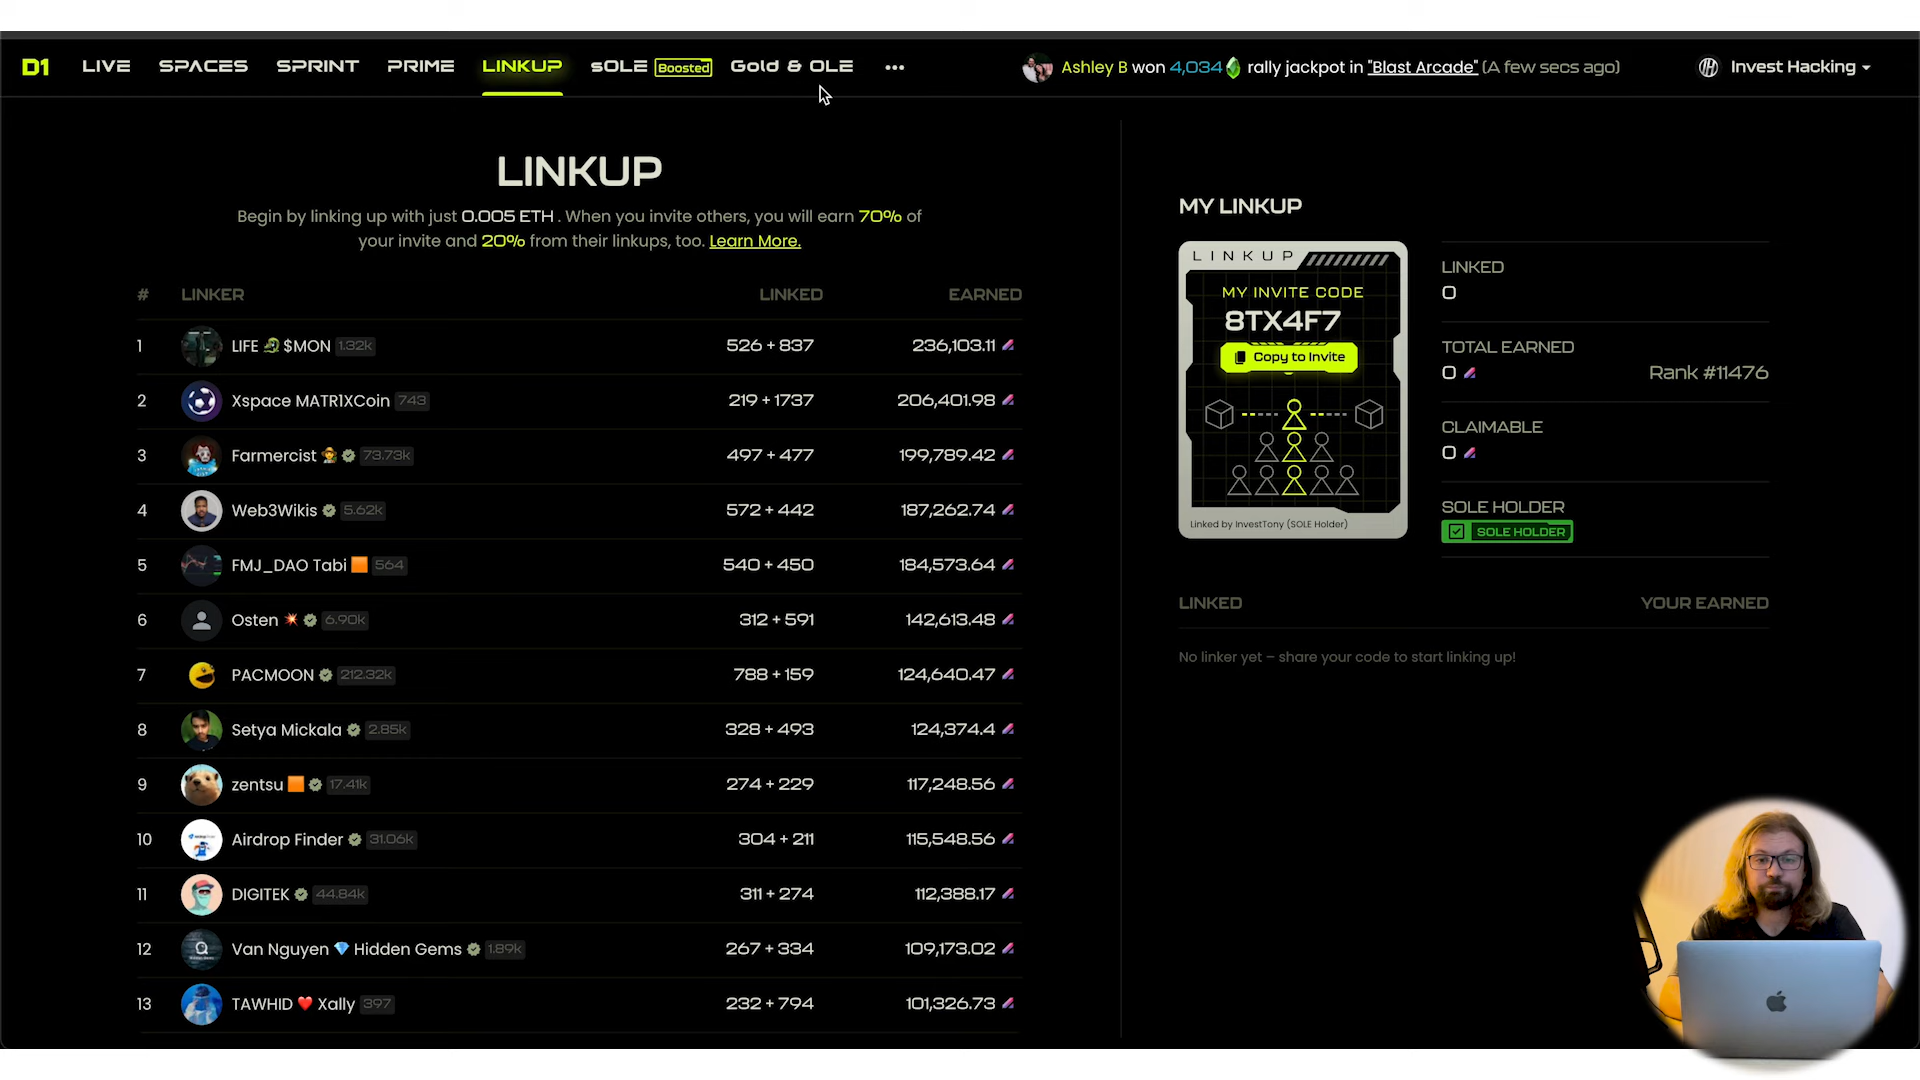 D1 LIVE SPACES SPRINT PRIME LINKUP sOLE Boosted Gold & OLE ... Ashley B won 4,034 rally jackpot in "Blast Arcade" (A few secs ago) Invest Hacking
LINKUP
Begin by linking up with just 0.005 ETH . When you invite others, you will earn 70% of
your invite and 20% from their linkups, too. Learn More.
# LINKER LINKED EARNED
1 LIFE $MON 1.32k 526 + 837 236,103.11
2 Xspace MATR1XCoin 743 219 + 1737 206,401.98
3 Farmercist 73.73k 497 + 477 199,789.42
4 Web3Wikis 5.62k 572 + 442 187,262.74
5 FMJ_DAO Tabi 564 540 + 450 184,573.64
6 Osten 6.90k 312 + 591 142,613.48
7 PACMOON 212.32k 788 + 159 124,640.47
8 Setya Mickala 2.85k 328 + 493 124,374.4
9 zentsu 17.41k 274 + 229 117,248.56
10 Airdrop Finder 31.06k 304 + 211 115,548.56
11 DIGITEK 44.84k 311 + 274 112,388.17
12 Van Nguyen 💎 Hidden Gems 1.89k 267 + 334 109,173.02
13 TAWHID ❤️ Xally 397 232 + 794 101,326.73
MY LINKUP
LINKUP
MY INVITE CODE
8TX4F7
Copy to Invite
Linked by InvestTony (SOLE Holder)
LINKED
0
TOTAL EARNED
0 Rank #11476
CLAIMABLE
0
SOLE HOLDER
SOLE HOLDER
LINKED YOUR EARNED
No linker yet – share your code to start linking up!